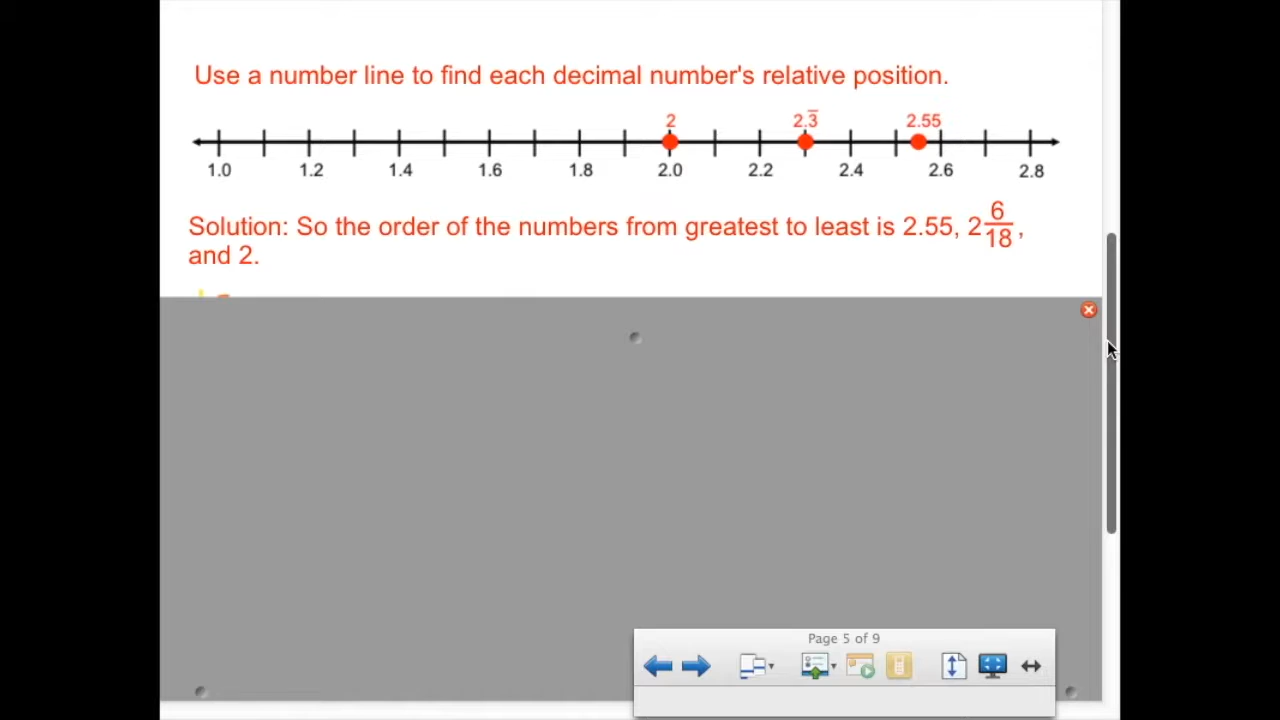 Use a number line to find each decimal number's relative position.
2 2.3̅ 2.55
1.0 1.2 1.4 1.6 1.8 2.0 2.2 2.4 2.6 2.8
Solution: So the order of the numbers from greatest to least is 2.55, 2 6/18,
and 2.
Page 5 of 9